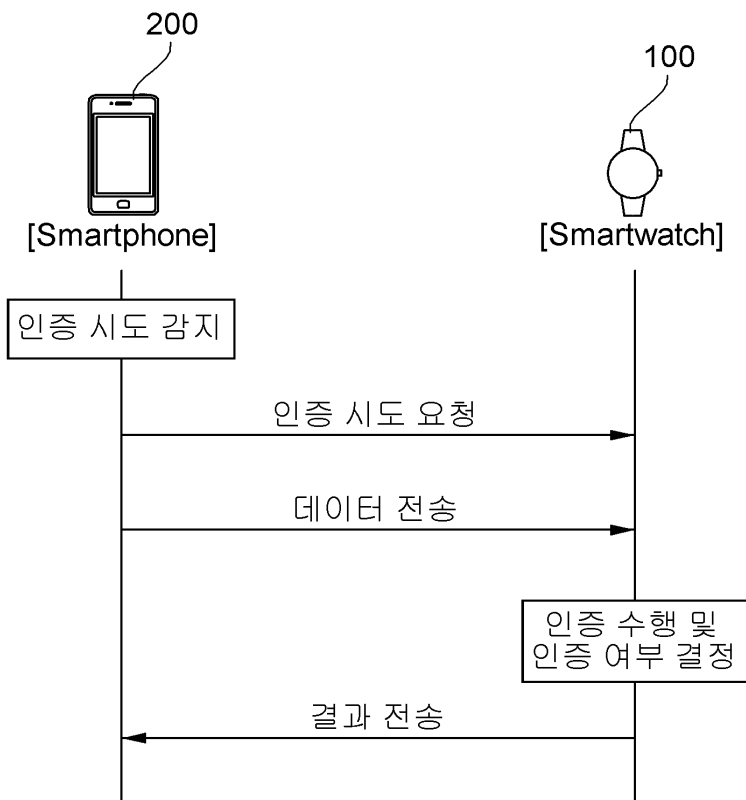 200
100
[Smartphone]
[Smartwatch]
인증 시도 감지
인증 시도 요청
데이터 전송
인증 수행 및
인증 여부 결정
결과 전송